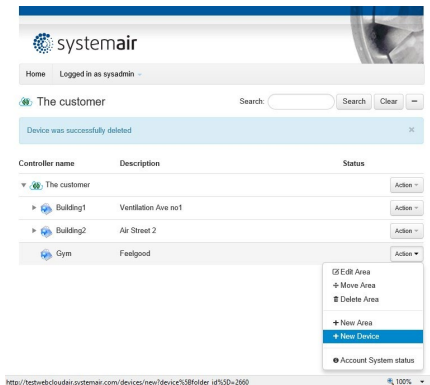 systemair
Home Logged in as sysadmin
The customer Search: Search Clear
Device was successfully deleted ×
Controller name Description Status
The customer Action
Building1 Ventilation Ave no1 Action
Building2 Air Street 2 Action
Gym Feelgood Action
Edit Area
Move Area
Delete Area
+ New Area
+ New Device
Account System status
http://testwebcloudair.systemair.com/devices/new?device%5Bfolder_id%5D=2660 100%